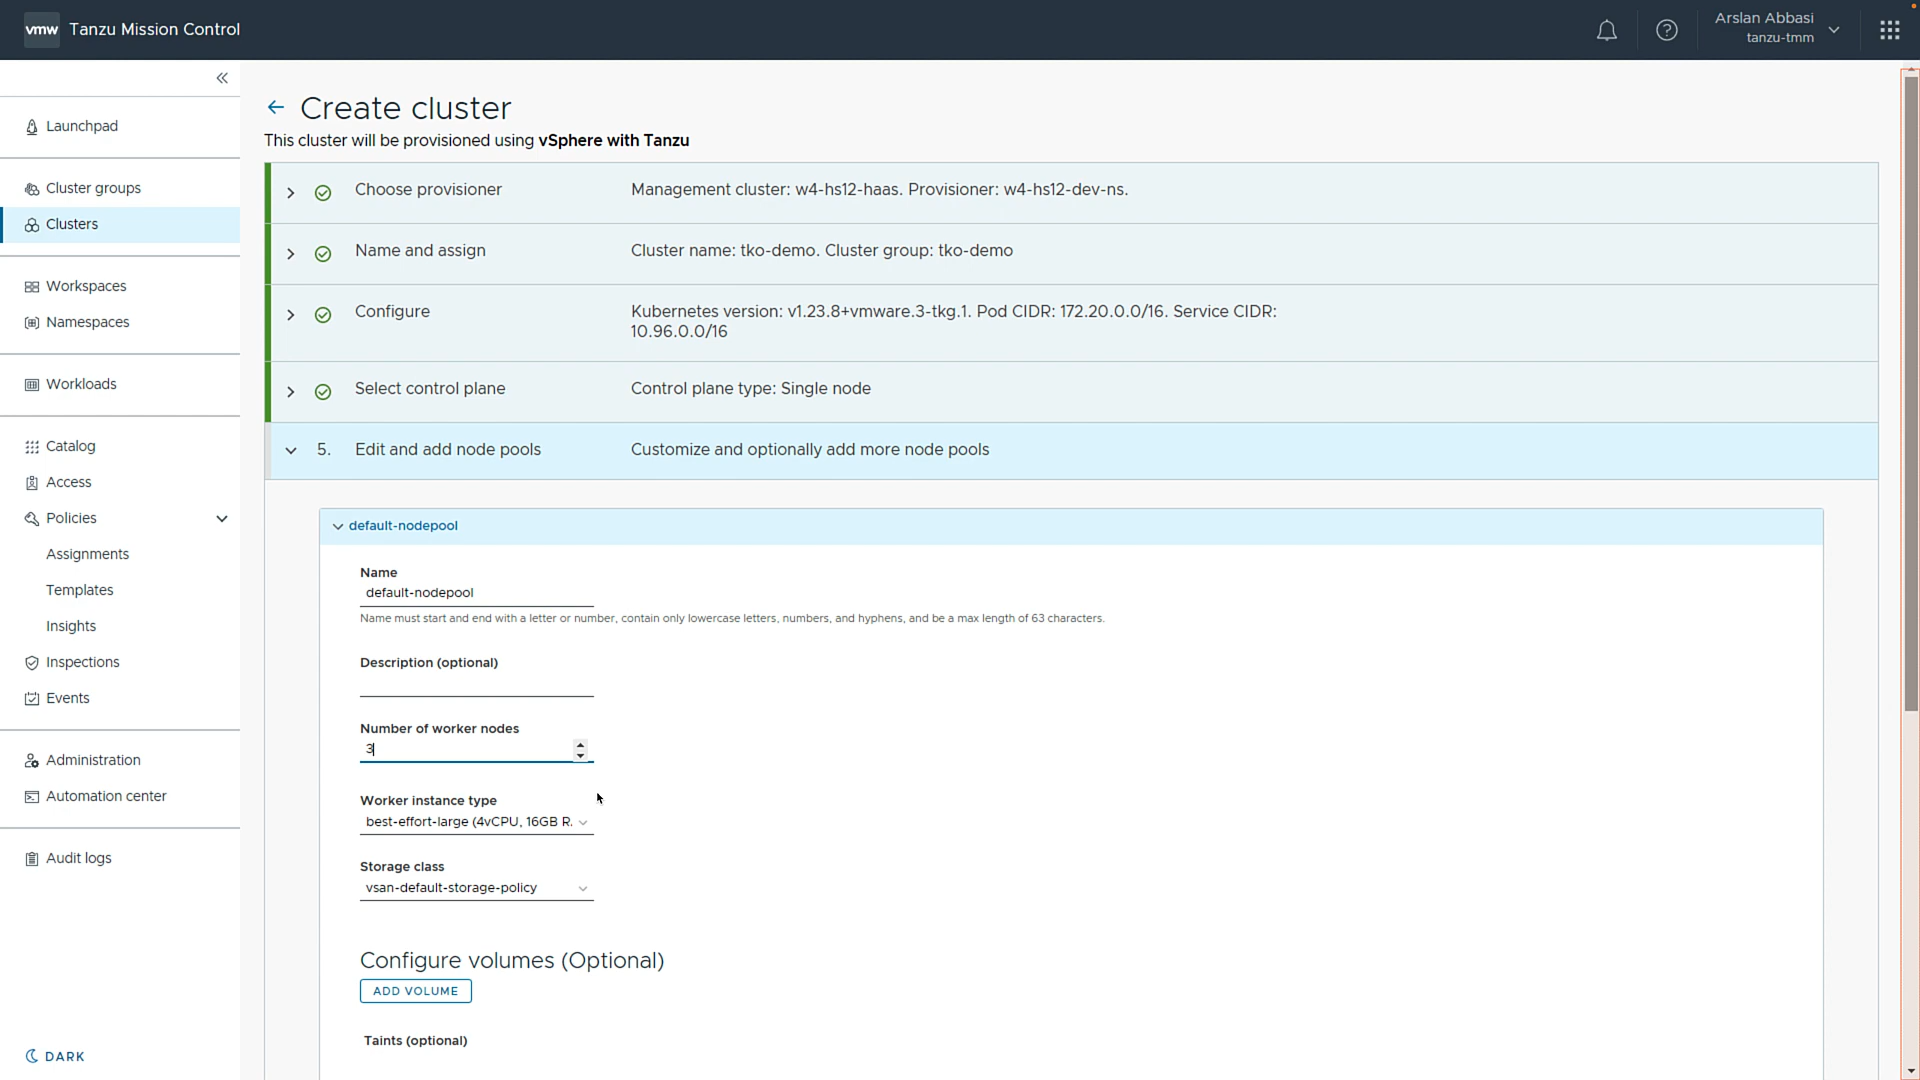 vmw Tanzu Mission Control
Arslan Abbasi
tanzu-tmm
Launchpad
Cluster groups
Clusters
Workspaces
Namespaces
Workloads
Catalog
Access
Policies
Assignments
Templates
Insights
Inspections
Events
Administration
Automation center
Audit logs
DARK
Create cluster
This cluster will be provisioned using vSphere with Tanzu
Choose provisioner Management cluster: w4-hs12-haas. Provisioner: w4-hs12-dev-ns.
Name and assign Cluster name: tko-demo. Cluster group: tko-demo
Configure Kubernetes version: v1.23.8+vmware.3-tkg.1. Pod CIDR: 172.20.0.0/16. Service CIDR:
10.96.0.0/16
Select control plane Control plane type: Single node
5. Edit and add node pools Customize and optionally add more node pools
default-nodepool
Name
default-nodepool
Name must start and end with a letter or number, contain only lowercase letters, numbers, and hyphens, and be a max length of 63 characters.
Description (optional)
Number of worker nodes
3
Worker instance type
best-effort-large (4vCPU, 16GB R.
Storage class
vsan-default-storage-policy
Configure volumes (Optional)
ADD VOLUME
Taints (optional)